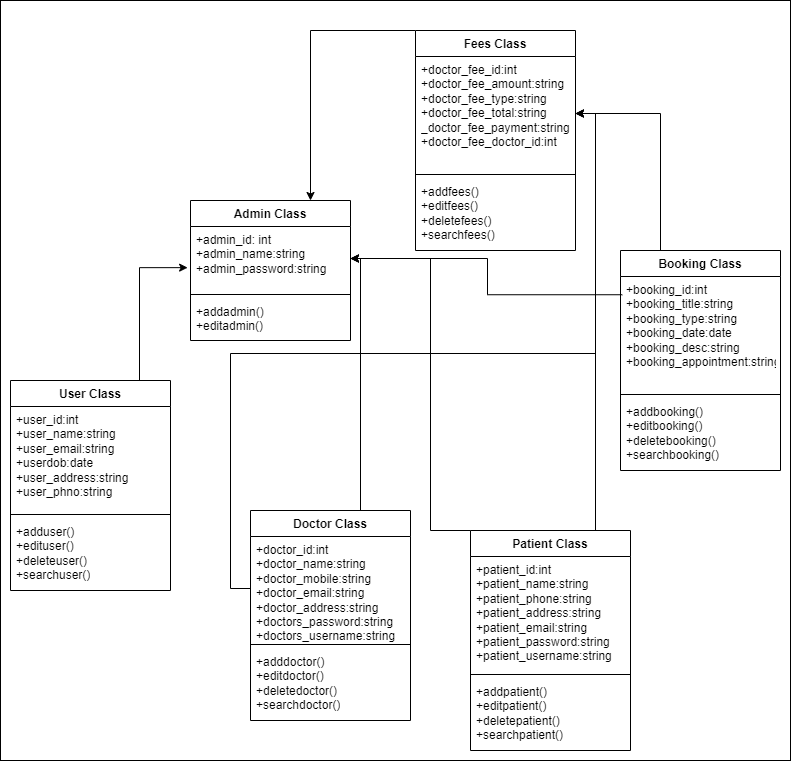 Fees Class
+doctor_fee_id:int
+doctor_fee_amount:string
+doctor_fee_type:string
+doctor_fee_total:string
_doctor_fee_payment:string
+doctor_fee_doctor_id:int
+addfees()
+editfees()
+deletefees()
+searchfees()
Admin Class
+admin_id: int
+admin_name:string
+admin_password:string
+addadmin()
+editadmin()
Booking Class
+booking_id:int
+booking_title:string
+booking_type:string
+booking_date:date
+booking_desc:string
+booking_appointment:string
+addbooking()
+editbooking()
+deletebooking()
+searchbooking()
User Class
+user_id:int
+user_name:string
+user_email:string
+userdob:date
+user_address:string
+user_phno:string
+adduser()
+edituser()
+deleteuser()
+searchuser()
Doctor Class
+doctor_id:int
+doctor_name:string
+doctor_mobile:string
+doctor_email:string
+doctor_address:string
+doctors_password:string
+doctors_username:string
+adddoctor()
+editdoctor()
+deletedoctor()
+searchdoctor()
Patient Class
+patient_id:int
+patient_name:string
+patient_phone:string
+patient_address:string
+patient_email:string
+patient_password:string
+patient_username:string
+addpatient()
+editpatient()
+deletepatient()
+searchpatient()